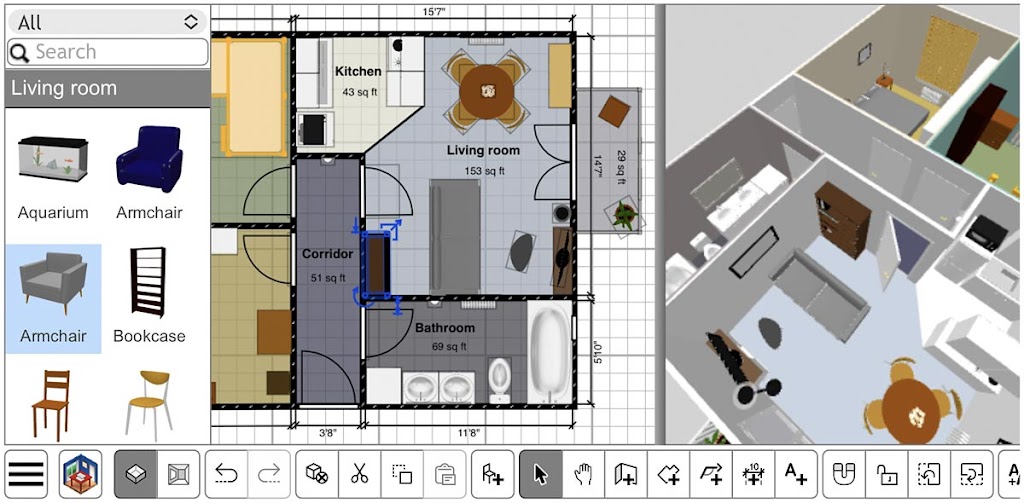 All
Search
Living room
Aquarium
Armchair
Armchair
Bookcase
15'7"
Kitchen
43 sq ft
Living room
153 sq ft
14'7"
29 sq ft
Corridor
51 sq ft
Bathroom
69 sq ft
5'10"
3'8"
11'8"
10
A